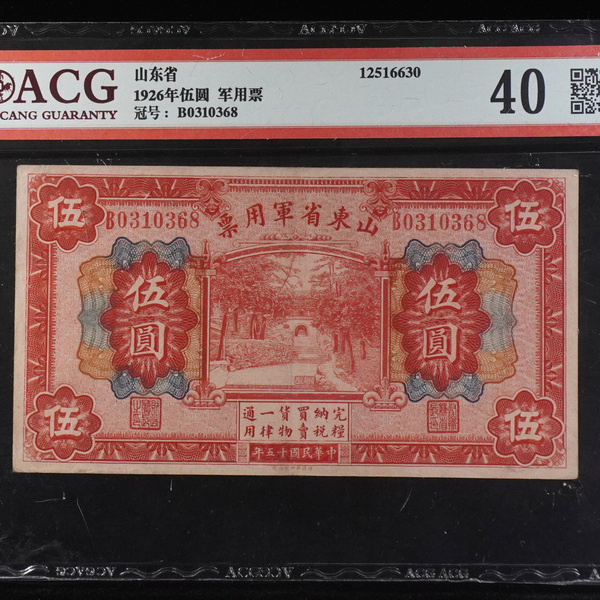 ACG
CANG GUARANTY
山东省
1926年伍圆 军用票
冠号: B0310368
12516630
40
票用軍省東山
B0310368
B0310368
伍
伍
伍圓
伍圓
伍
伍
通一貨買納完
用律物賣税糧
年五十國民華中